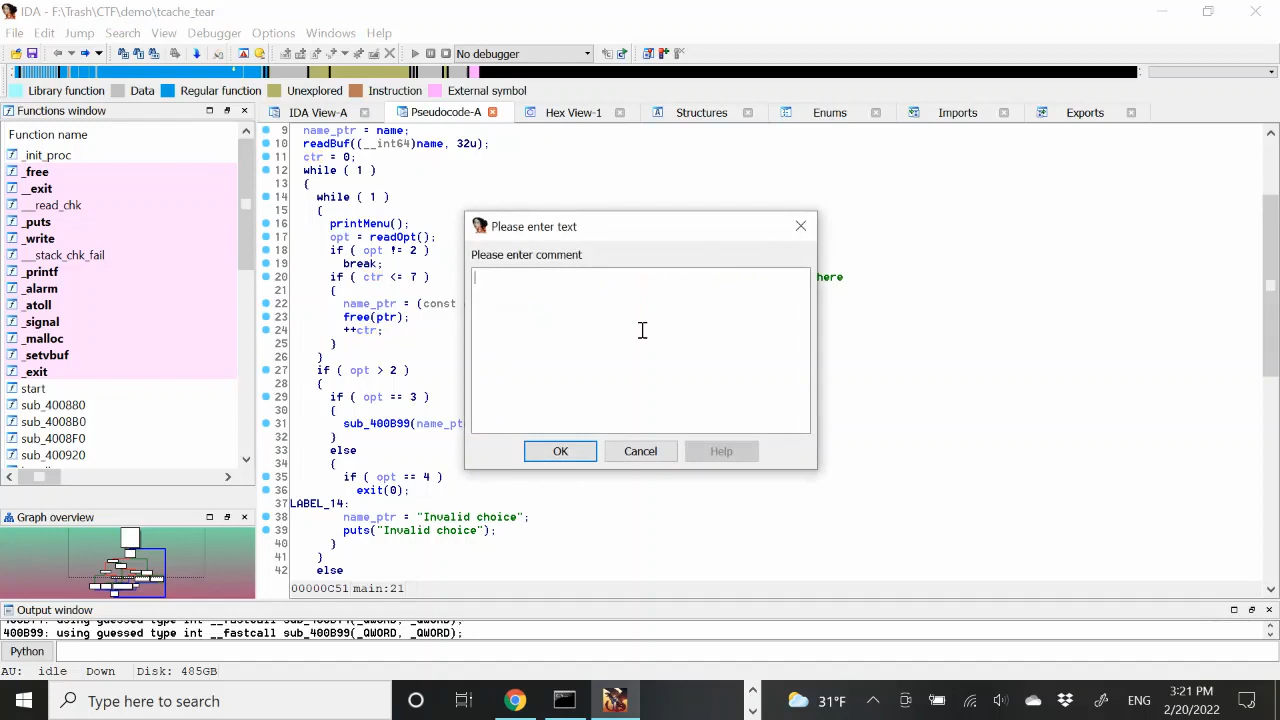 IDA - F:\Trash\CTF\demo\tcache_tear
File Edit Jump Search View Debugger Options Windows Help
No debugger
Library function Data Regular function Unexplored Instruction External symbol
Functions window
IDA View-A Pseudocode-A Hex View-1 Structures Enums Imports Exports
Function name
_init_proc
_free
__exit
___read_chk
_puts
_write
___stack_chk_fail
_printf
_alarm
_atoll
_signal
_malloc
_setvbuf
_exit
start
sub_400880
sub_4008B0
sub_4008F0
sub_400920
9 name_ptr = name;
10 readBuf((__int64)name, 32u);
11 ctr = 0;
12 while ( 1 )
13 {
14 while ( 1 )
15 {
16 printMenu();
17 opt = readOpt();
18 if ( opt != 2 )
19 break;
20 if ( ctr <= 7 ) here
21 {
22 name_ptr = (const
23 free(ptr);
24 ++ctr;
25 }
26 }
27 if ( opt > 2 )
28 {
29 if ( opt == 3 )
30 {
31 sub_400B99(name_pt
32 }
33 else
34 {
35 if ( opt == 4 )
36 exit(0);
37 LABEL_14:
38 name_ptr = "Invalid choice";
39 puts("Invalid choice");
40 }
41 }
42 else
00000C51 main:21
Please enter text
Please enter comment
OK Cancel Help
Graph overview
Output window
400B99: using guessed type int __fastcall sub_400B99(_QWORD, _QWORD);
Python
AU: idle Down Disk: 485GB
Type here to search
31°F
ENG
3:21 PM
2/20/2022